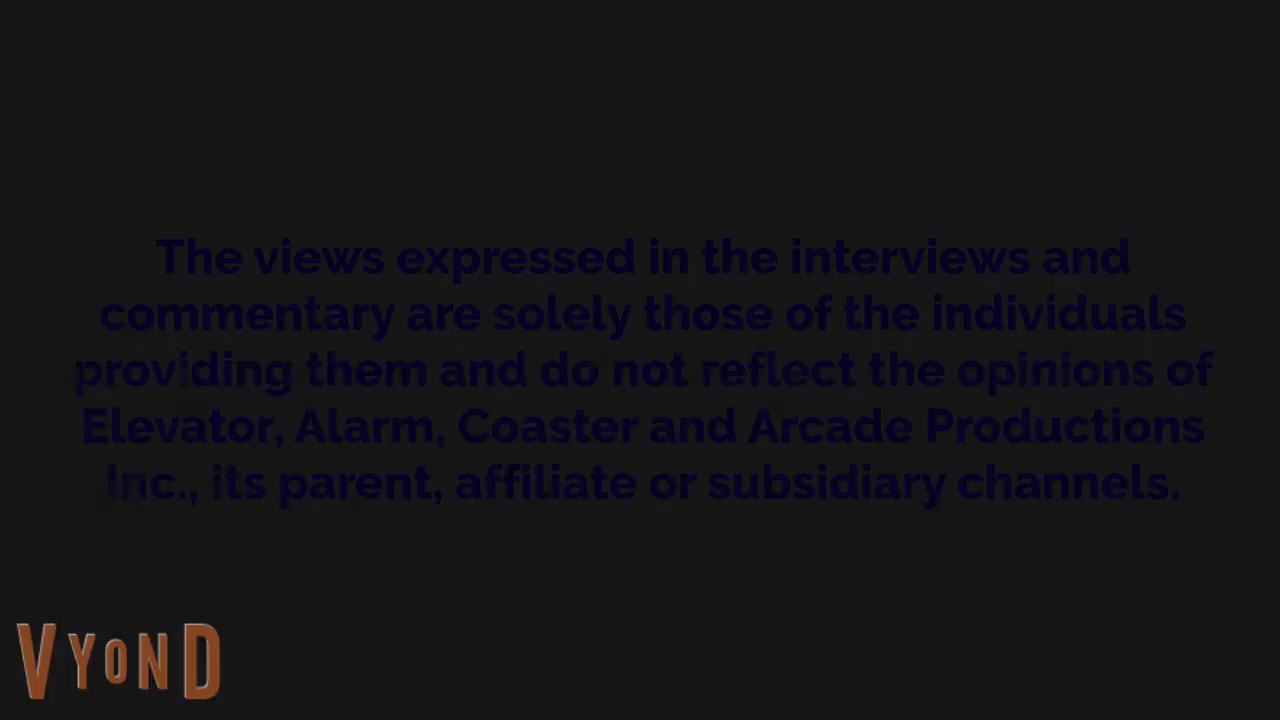 The views expressed in the interviews and
commentary are solely those of the individuals
providing them and do not reflect the opinions of
Elevator, Alarm, Coaster and Arcade Productions
Inc., its parent, affiliate or subsidiary channels.
VYOND